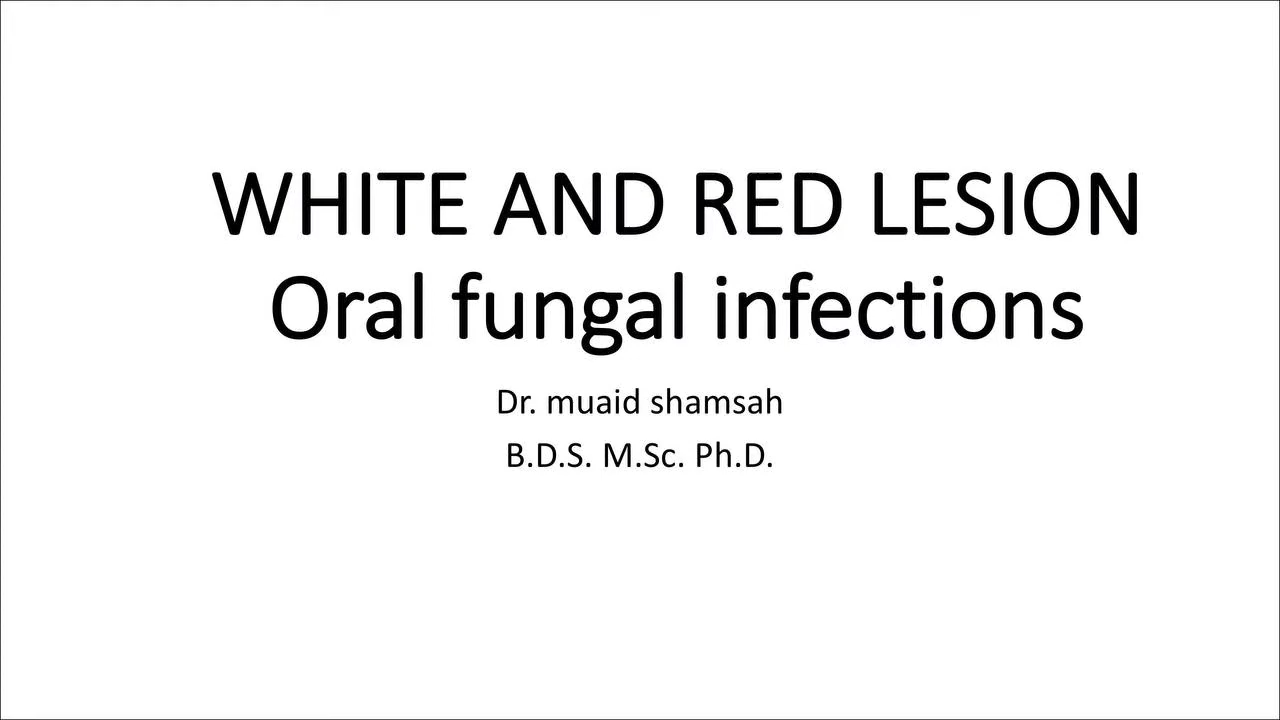 WHITE AND RED LESION
Oral fungal infections
Dr. muaid shamsah
B.D.S. M.Sc. Ph.D.